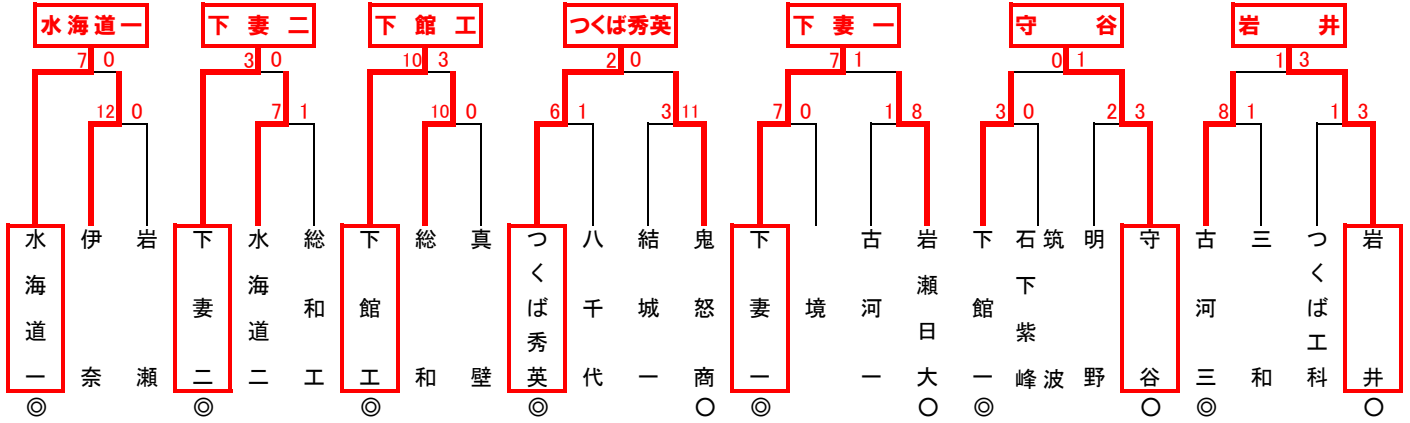 水海道一 下妻二 下館工 つくば秀英 下妻一 守谷 岩井
7 0 3 0 10 3 2 0 7 1 0 1 1 3
12 0 7 1 10 0 6 1 3 11 7 0 1 8 3 0 2 3 8 1 1 3
水海道一
伊奈
岩瀬
下妻二
水海道二
総和工
下館工
総和
真壁
つくば秀英
八千代
結城一
鬼怒商
下妻一
境
古河一
岩瀬日大
下館一
石下紫峰
筑波
明野
守谷
古河三
三和
つくば工科
岩井
◎ ◎ ◎ ◎ ○ ◎ ○ ◎ ○ ◎ ○